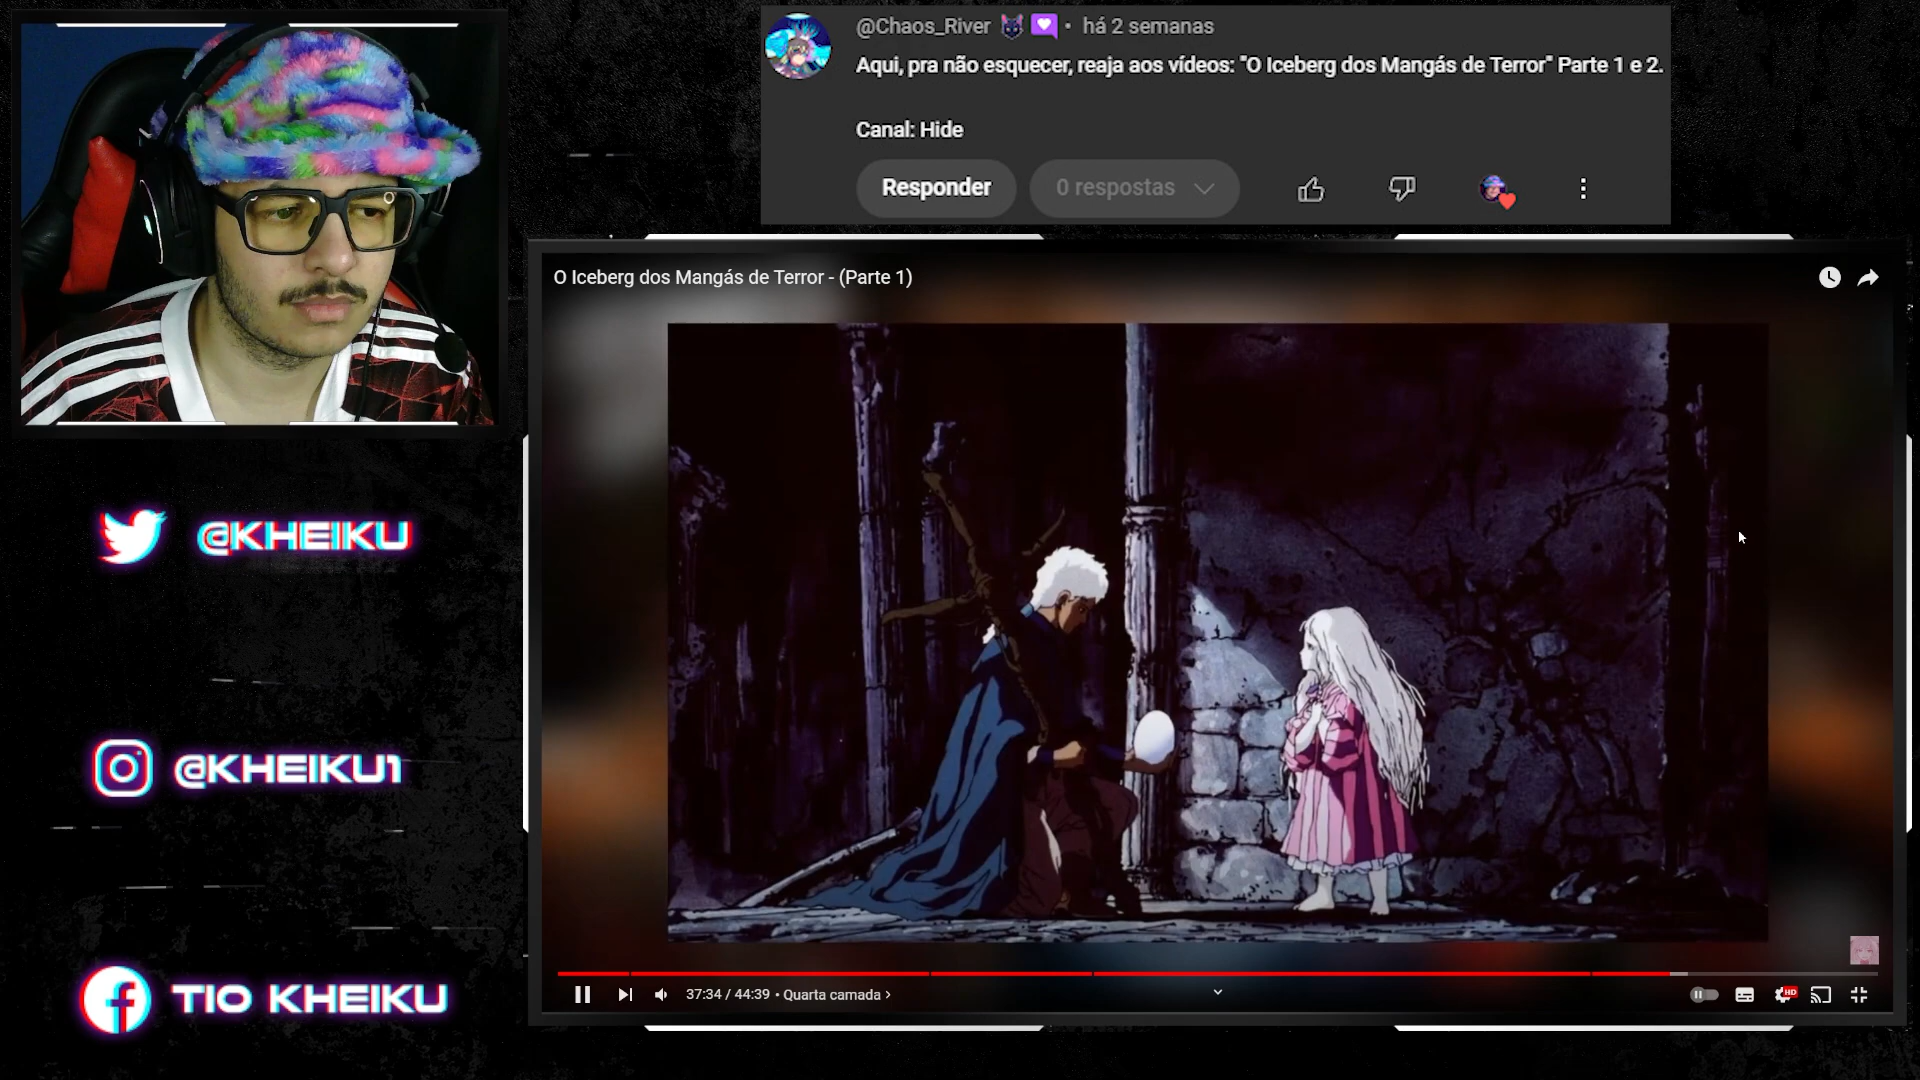 @Chaos_River • há 2 semanas
Aqui, pra não esquecer, reaja aos vídeos: "O Iceberg dos Mangás de Terror" Parte 1 e 2.
Canal: Hide
Responder 0 respostas
O Iceberg dos Mangás de Terror - (Parte 1)
@KHEIKU
@KHEIKU1
TIO KHEIKU
37:34 / 44:39 • Quarta camada ›
HD